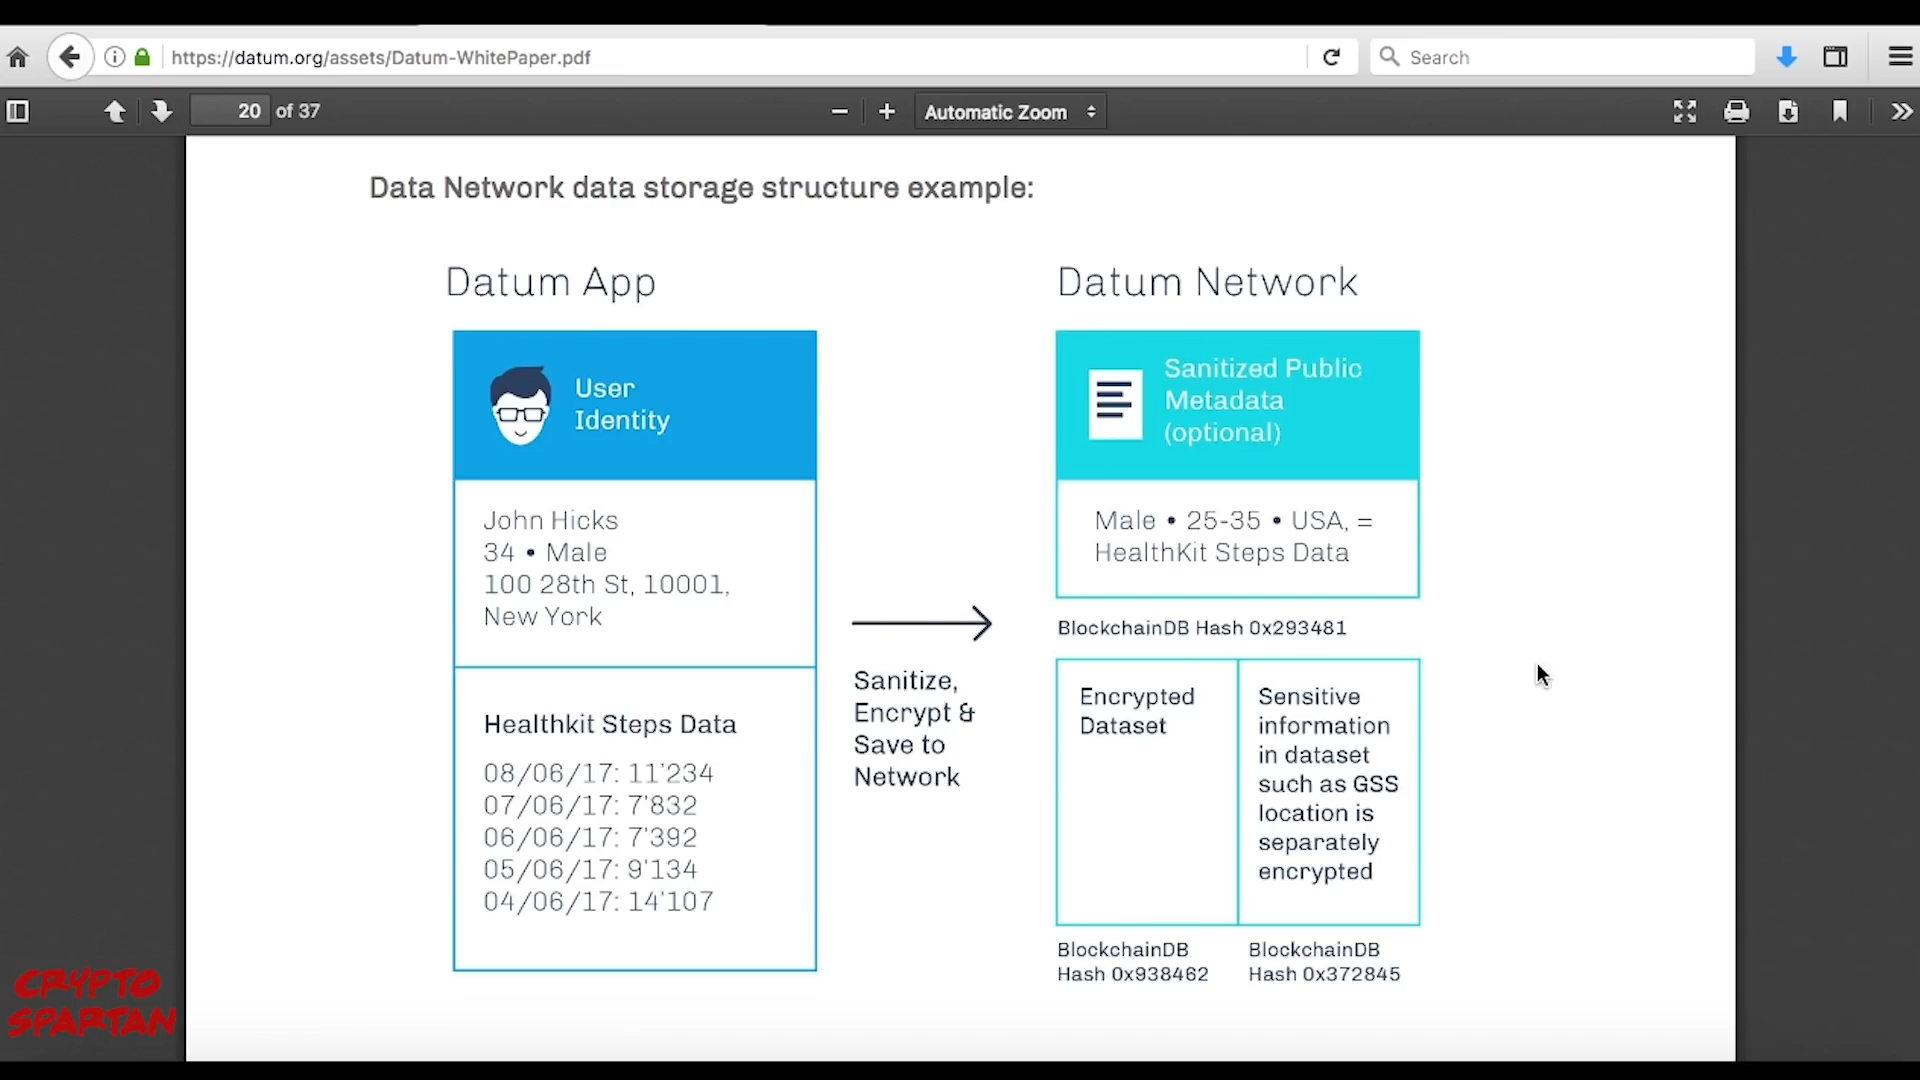 https://datum.org/assets/Datum-WhitePaper.pdf
Search
20 of 37
Automatic Zoom
Data Network data storage structure example:
Datum App
User
Identity
John Hicks
34 • Male
100 28th St, 10001,
New York
Healthkit Steps Data
08/06/17: 11'234
07/06/17: 7'832
06/06/17: 7'392
05/06/17: 9'134
04/06/17: 14'107
Sanitize,
Encrypt &
Save to
Network
Datum Network
Sanitized Public
Metadata
(optional)
Male • 25-35 • USA, =
HealthKit Steps Data
BlockchainDB Hash 0x293481
Encrypted
Dataset
Sensitive
information
in dataset
such as GSS
location is
separately
encrypted
BlockchainDB
Hash 0x938462
BlockchainDB
Hash 0x372845
CRYPTO
SPARTAN